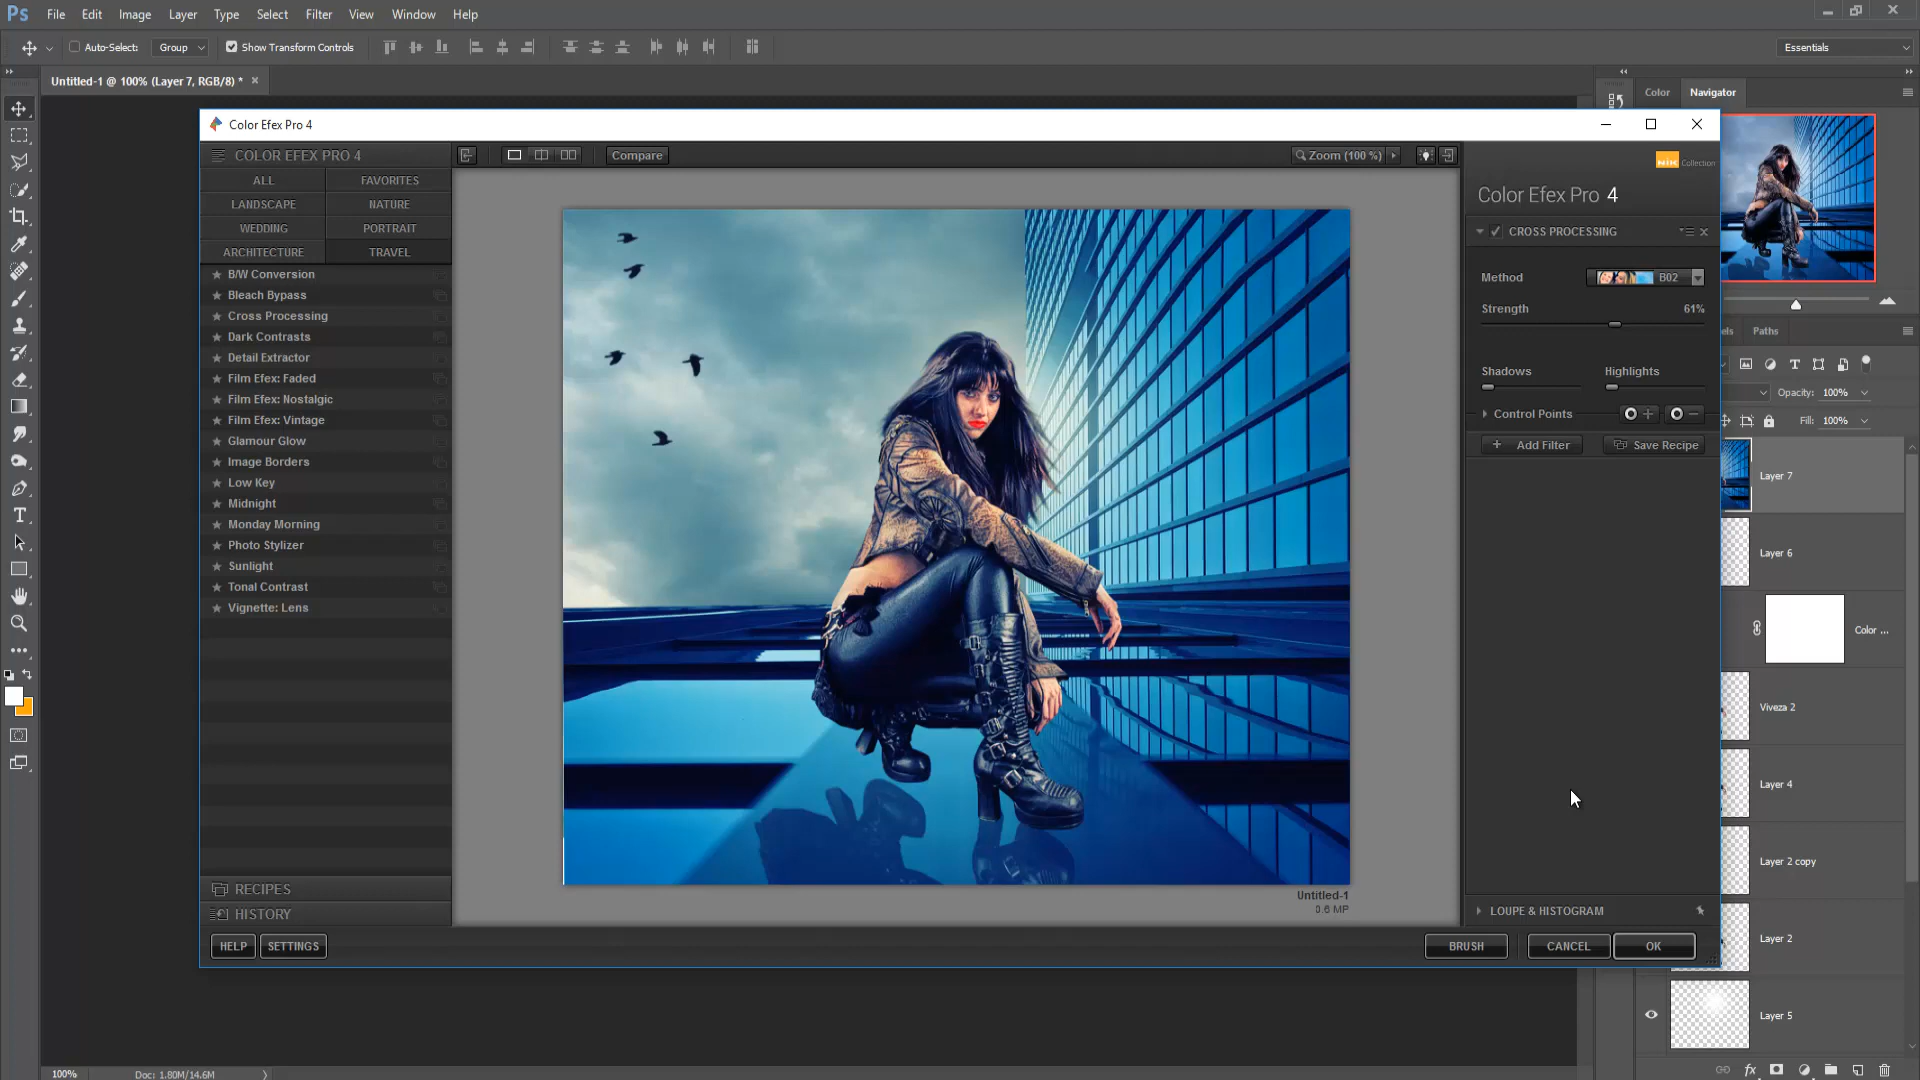 Ps File Edit Image Layer Type Select Filter View Window Help
Auto-Select: Group Show Transform Controls Essentials
Untitled-1 @ 100% (Layer 7, RGB/8) *
Color Navigator
Color Efex Pro 4
COLOR EFEX PRO 4 Compare Zoom (100 %)
Nik Collection
ALL FAVORITES
LANDSCAPE NATURE
WEDDING PORTRAIT
ARCHITECTURE TRAVEL
B/W Conversion
Bleach Bypass
Cross Processing
Dark Contrasts
Detail Extractor
Film Efex: Faded
Film Efex: Nostalgic
Film Efex: Vintage
Glamour Glow
Image Borders
Low Key
Midnight
Monday Morning
Photo Stylizer
Sunlight
Tonal Contrast
Vignette: Lens
RECIPES
HISTORY
HELP SETTINGS
Untitled-1
0.6 MP
Color Efex Pro 4
CROSS PROCESSING
Method B02
Strength 61%
Shadows Highlights
Control Points
Add Filter Save Recipe
LOUPE & HISTOGRAM
BRUSH CANCEL OK
els Paths
Opacity: 100%
Fill: 100%
Layer 7
Layer 6
Color ...
Viveza 2
Layer 4
Layer 2 copy
Layer 2
Layer 5
fx
100% Doc: 1.80M/14.6M